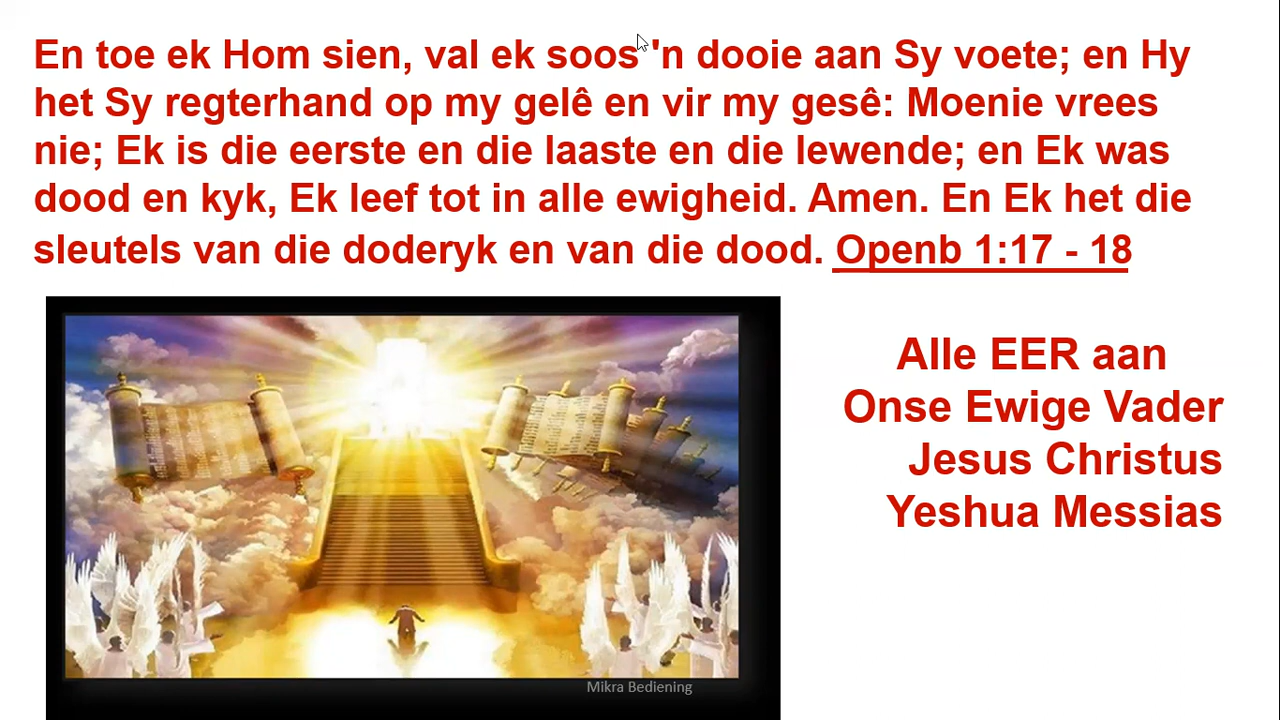 En toe ek Hom sien, val ek soos 'n dooie aan Sy voete; en Hy
het Sy regterhand op my gelê en vir my gesê: Moenie vrees
nie; Ek is die eerste en die laaste en die lewende; en Ek was
dood en kyk, Ek leef tot in alle ewigheid. Amen. En Ek het die
sleutels van die doderyk en van die dood. Openb 1:17 - 18
Alle EER aan
Onse Ewige Vader
Jesus Christus
Yeshua Messias
Mikra Bediening